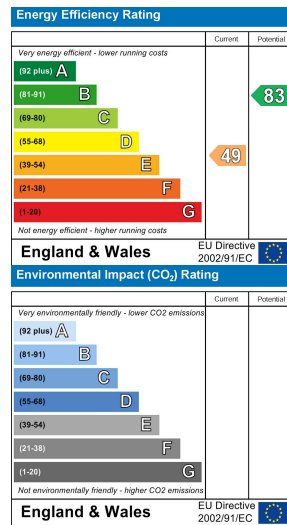 Energy Efficiency Rating
Current Potential
Very energy efficient - lower running costs
(92 plus) A
(81-91) B
83
(69-80) C
(55-68) D
(39-54) E
49
(21-38) F
(1-20) G
Not energy efficient - higher running costs
England & Wales
EU Directive
2002/91/EC
Environmental Impact (CO₂) Rating
Current Potential
Very environmentally friendly - lower CO2 emissions
(92 plus) A
(81-91) B
(69-80) C
(55-68) D
(39-54) E
(21-38) F
(1-20) G
Not environmentally friendly - higher CO2 emissions
England & Wales
EU Directive
2002/91/EC